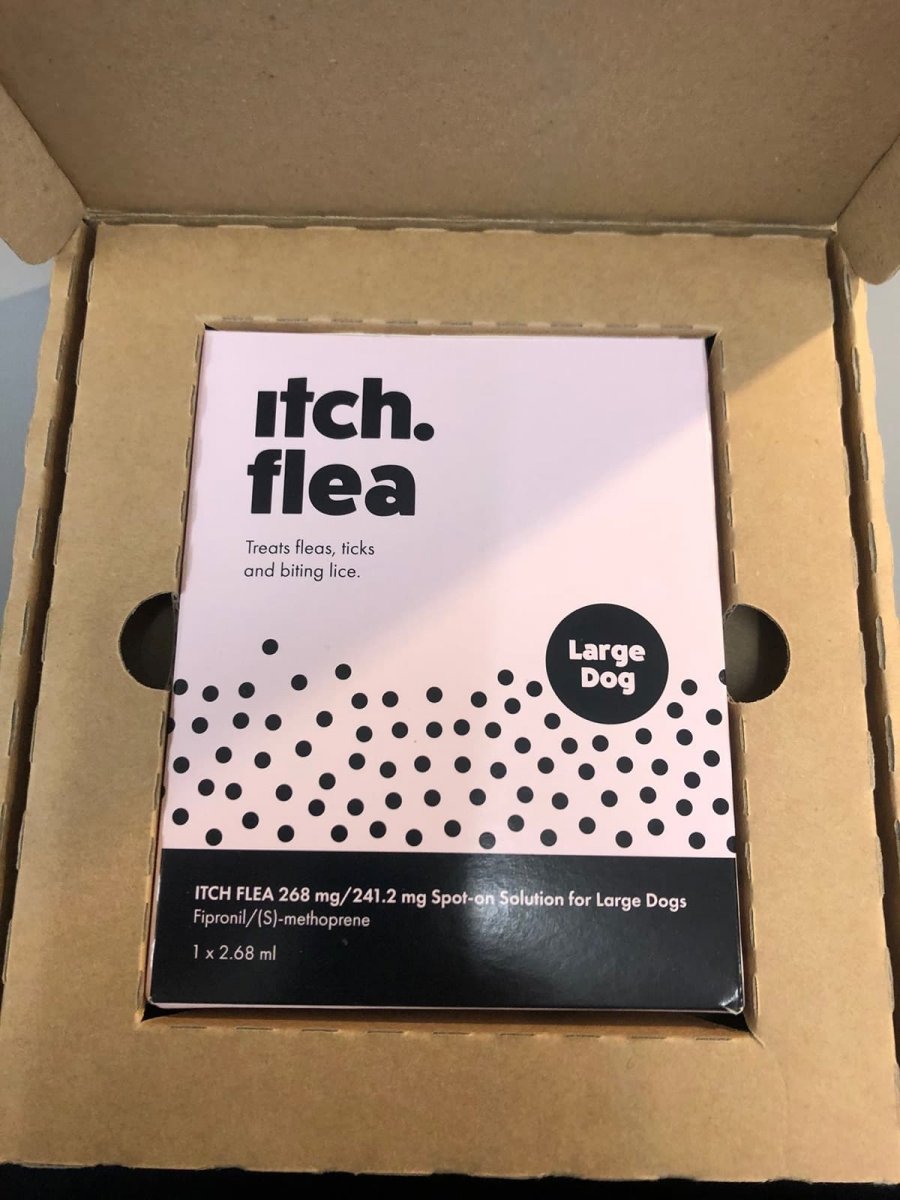 itch.
flea
Treats fleas, ticks
and biting lice.
Large
Dog
ITCH FLEA 268 mg/241.2 mg Spot-on Solution for Large Dogs
Fipronil/(S)-methoprene
1 x 2.68 ml